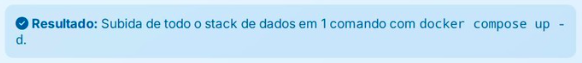 Resultado: Subida de todo o stack de dados em 1 comando com docker compose up -
d.